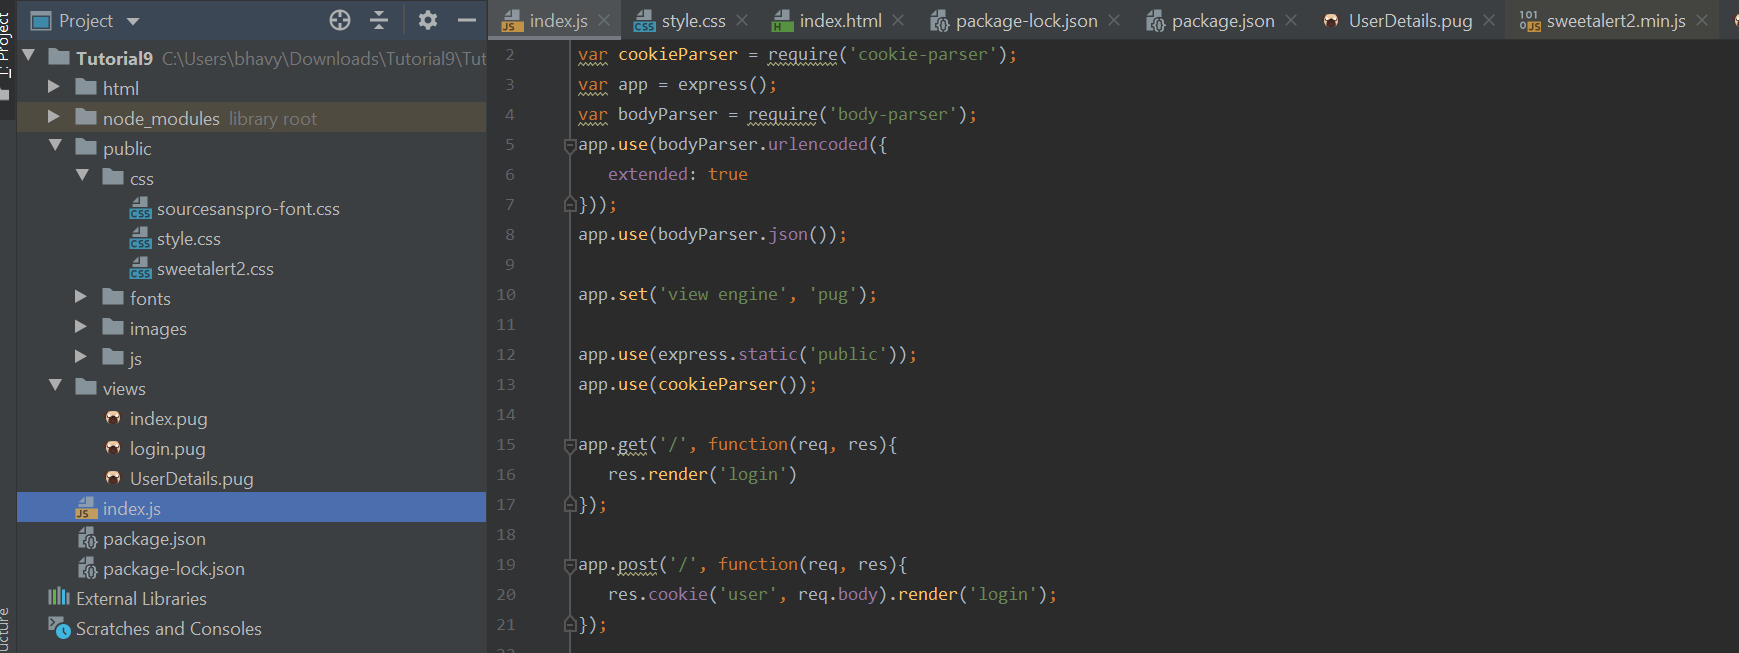 Project
index.js
style.css
index.html
package-lock.json
package.json
UserDetails.pug
sweetalert2.min.js
Project
Tutorial9 C:\Users\bhavy\Downloads\Tutorial9\Tut
html
node_modules library root
public
css
sourcesanspro-font.css
style.css
sweetalert2.css
fonts
images
js
views
index.pug
login.pug
UserDetails.pug
index.js
package.json
package-lock.json
External Libraries
Scratches and Consoles
2 var cookieParser = require('cookie-parser');
3 var app = express();
4 var bodyParser = require('body-parser');
5 app.use(bodyParser.urlencoded({
6 extended: true
7 }));
8 app.use(bodyParser.json());
9
10 app.set('view engine', 'pug');
11
12 app.use(express.static('public'));
13 app.use(cookieParser());
14
15 app.get('/', function(req, res){
16 res.render('login')
17 });
18
19 app.post('/', function(req, res){
20 res.cookie('user', req.body).render('login');
21 });